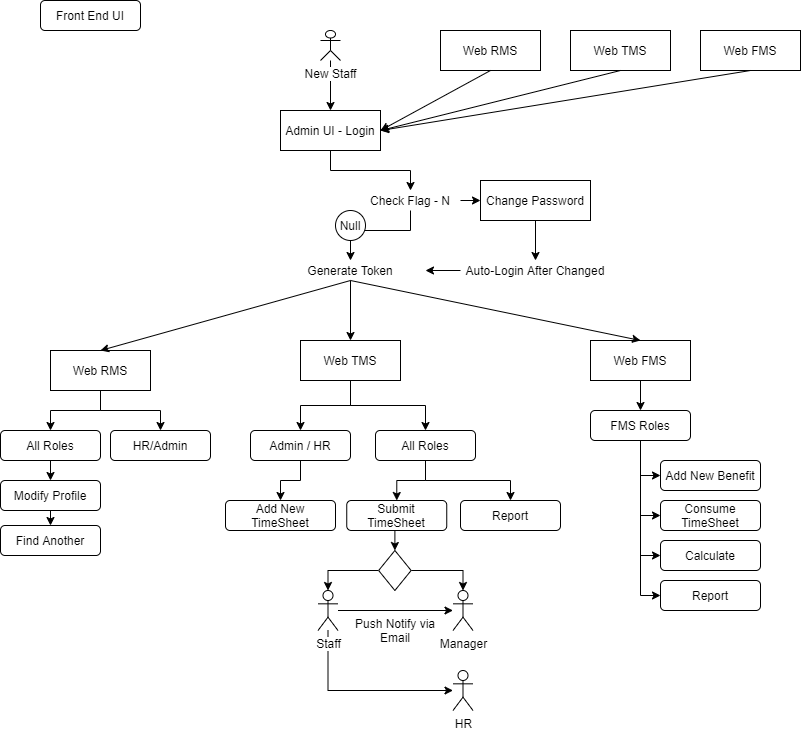 Front End UI
Web RMS
Web TMS
Web FMS
New Staff
Admin UI - Login
Check Flag - N
Change Password
Null
Generate Token
Auto-Login After Changed
Web RMS
Web TMS
Web FMS
All Roles
HR/Admin
Admin / HR
All Roles
FMS Roles
Modify Profile
Find Another
Add New
TimeSheet
Submit
TimeSheet
Report
Add New Benefit
Consume
TimeSheet
Calculate
Report
Push Notify via
Email
Staff
Manager
HR